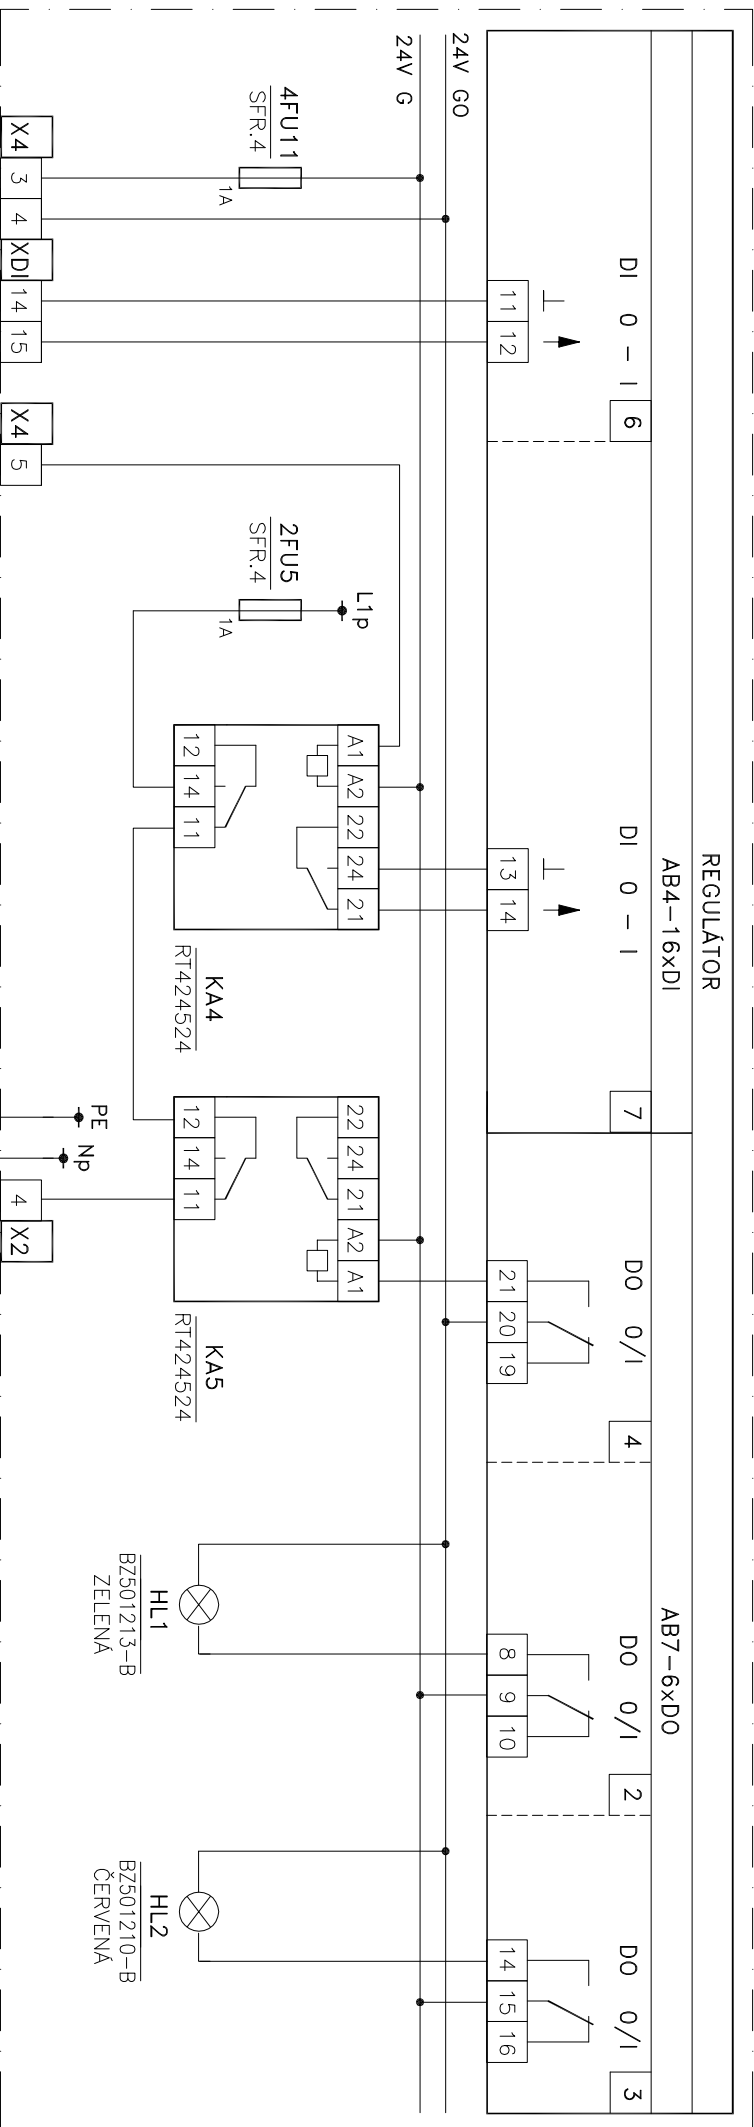 REGULÁTOR
AB4-16xDI
AB7-6xDO
DI 0 - I
6
DI 0 - I
7
DO 0/I
4
DO 0/I
2
DO 0/I
3
11 12
13 14
21 20 19
8 9 10
14 15 16
24V GO
24V G
4FU11
SFR.4
1A
2FU5
SFR.4
1A
L1p
A1 A2 22 24 21
12 14 11
KA4
RT424524
22 24 21 A2 A1
12 14 11
KA5
RT424524
HL1
BZ501213-B
ZELENÁ
HL2
BZ501210-B
ČERVENÁ
PE
Np
X4 3 4 XDI 14 15
X4 5
4 X2